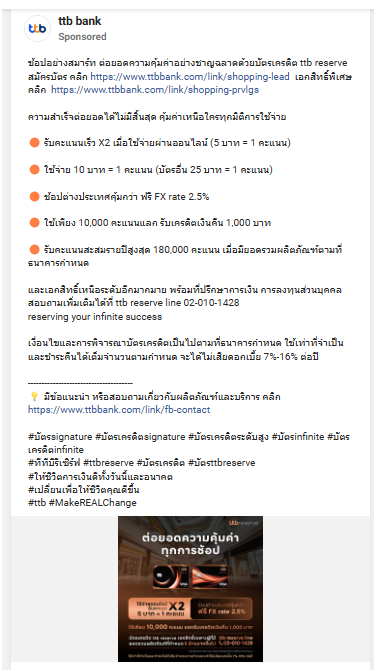 ttb bank
Sponsored
ช้อปอย่างสมาร์ท ต่อยอดความคุ้มค่าอย่างชาญฉลาดด้วยบัตรเครดิต ttb reserve
สมัครบัตร คลิก https://www.ttbbank.com/link/shopping-lead เอกสิทธิ์พิเศษ
คลิก https://www.ttbbank.com/link/shopping-prvlgs
ความสำเร็จต่อยอดได้ไม่มีสิ้นสุด คุ้มค่าเหนือใครทุกมิติการใช้จ่าย
🟠 รับคะแนนเร็ว X2 เมื่อใช้จ่ายผ่านออนไลน์ (5 บาท = 1 คะแนน)
🟠 ใช้จ่าย 10 บาท = 1 คะแนน (บัตรอื่น 25 บาท = 1 คะแนน)
🟠 ช้อปต่างประเทศคุ้มกว่า ฟรี FX rate 2.5%
🟠 ใช้เพียง 10,000 คะแนนแลก รับเครดิตเงินคืน 1,000 บาท
🟠 รับคะแนนสะสมรายปีสูงสุด 180,000 คะแนน เมื่อมียอดรวมผลิตภัณฑ์ตามที่
ธนาคารกำหนด
และเอกสิทธิ์เหนือระดับอีกมากมาย พร้อมที่ปรึกษาการเงิน การลงทุนส่วนบุคคล
สอบถามเพิ่มเติมได้ที่ ttb reserve line 02-010-1428
reserving your infinite success
เงื่อนไขและการพิจารณาบัตรเครดิตเป็นไปตามที่ธนาคารกำหนด ใช้เท่าที่จำเป็น
และชำระคืนได้เต็มจำนวนตามกำหนด จะได้ไม่เสียดอกเบี้ย 7%-16% ต่อปี
-----------------------------------
💡 มีข้อแนะนำ หรือสอบถามเกี่ยวกับผลิตภัณฑ์และบริการ คลิก
https://www.ttbbank.com/link/fb-contact
#บัตรsignature #บัตรเครดิตsignature #บัตรเครดิตระดับสูง #บัตรinfinite #บัตร
เครดิตinfinite
#ทีทีบีรีเซิร์ฟ #ttbreserve #บัตรเครดิต #บัตรttbreserve
#ให้ชีวิตการเงินดีทั้งวันนี้และอนาคต
#เปลี่ยนเพื่อให้ชีวิตคุณดีขึ้น
#ttb #MakeREALChange
ttb reserve
ต่อยอดความคุ้มค่า
ทุกการช้อป
X2
5 บาท = 1 คะแนน
ฟรี FX rate 2.5%
ใช้เพียง 10,000 คะแนน แลกรับเครดิตเงินคืน 1,000 บาท